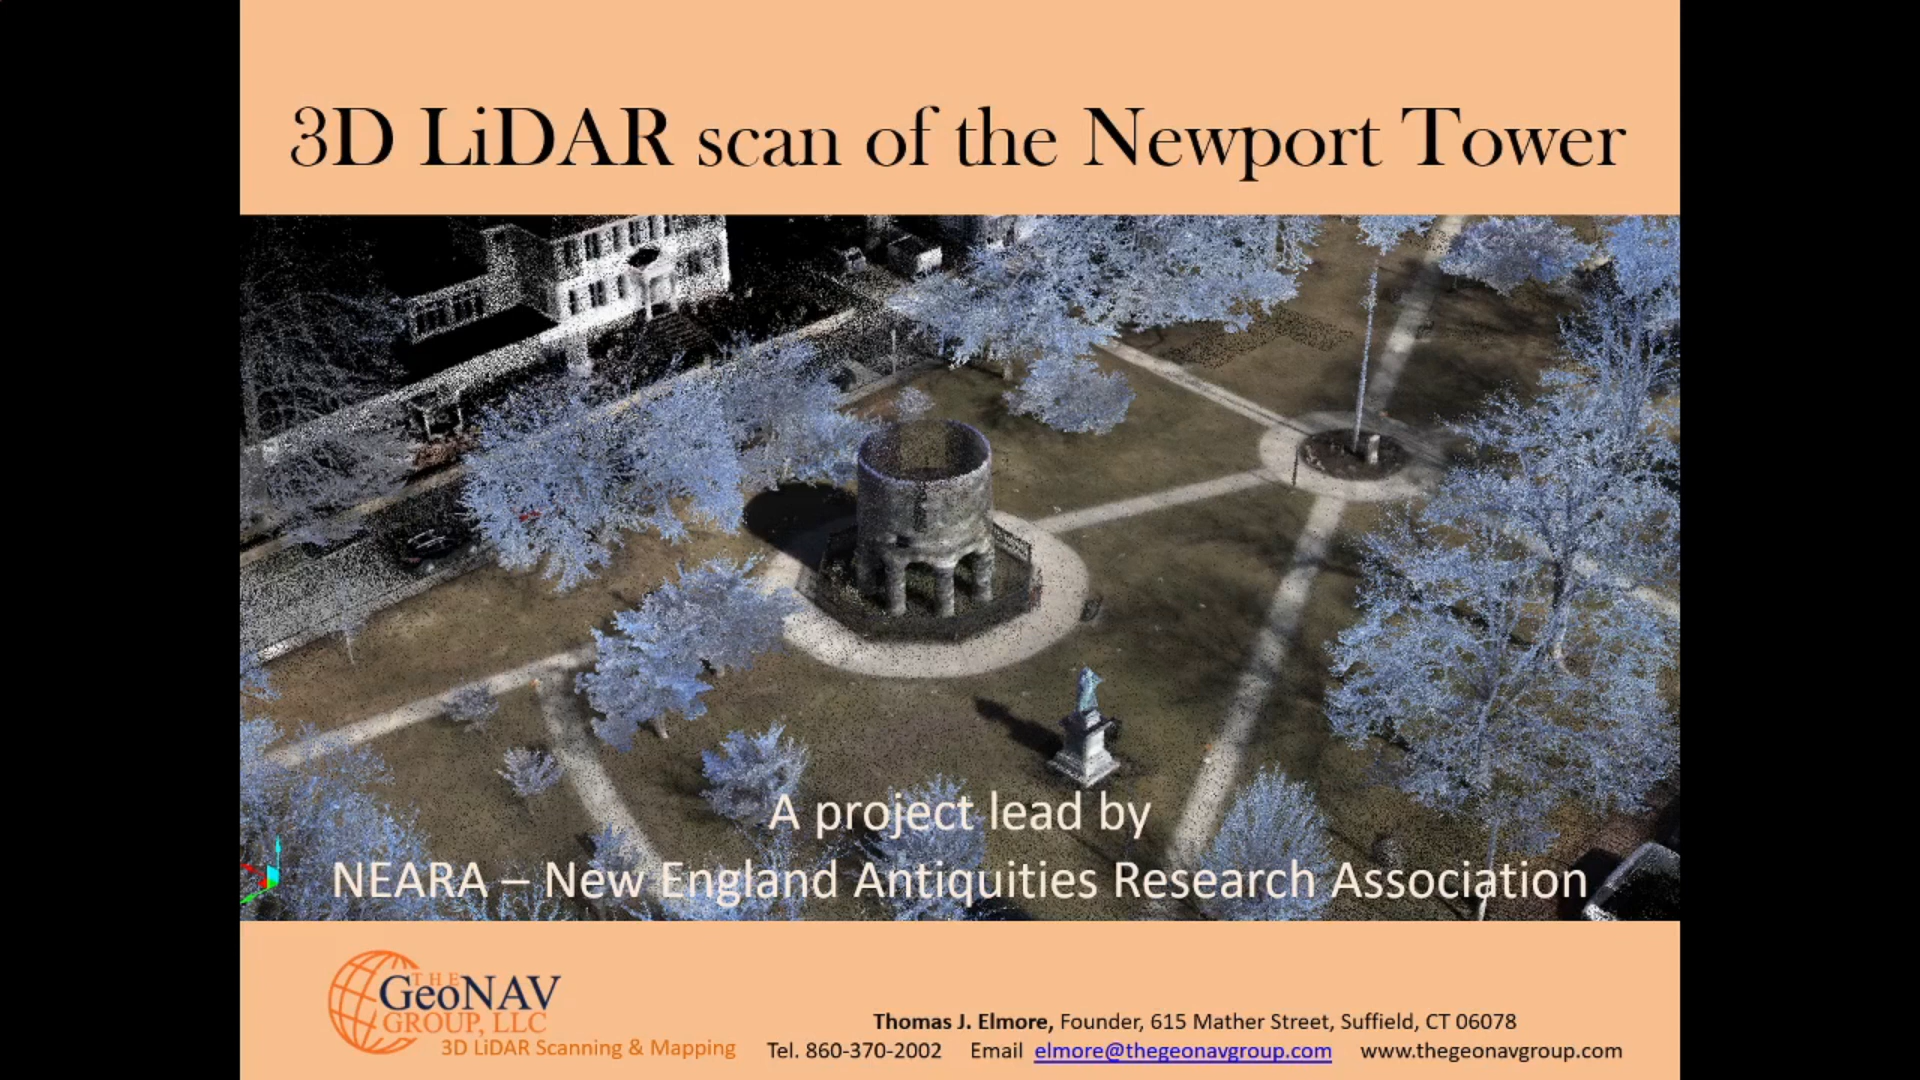 3D LiDAR scan of the Newport Tower
A project lead by
NEARA – New England Antiquities Research Association
THE
GeoNAV
GROUP, LLC
3D LiDAR Scanning & Mapping
Thomas J. Elmore, Founder, 615 Mather Street, Suffield, CT 06078
Tel. 860-370-2002 Email elmore@thegeonavgroup.com www.thegeonavgroup.com